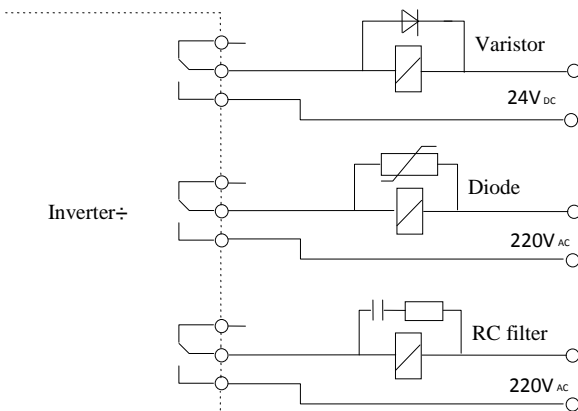 Varistor
24V DC
Diode
Inverter÷
220V AC
RC filter
220V AC